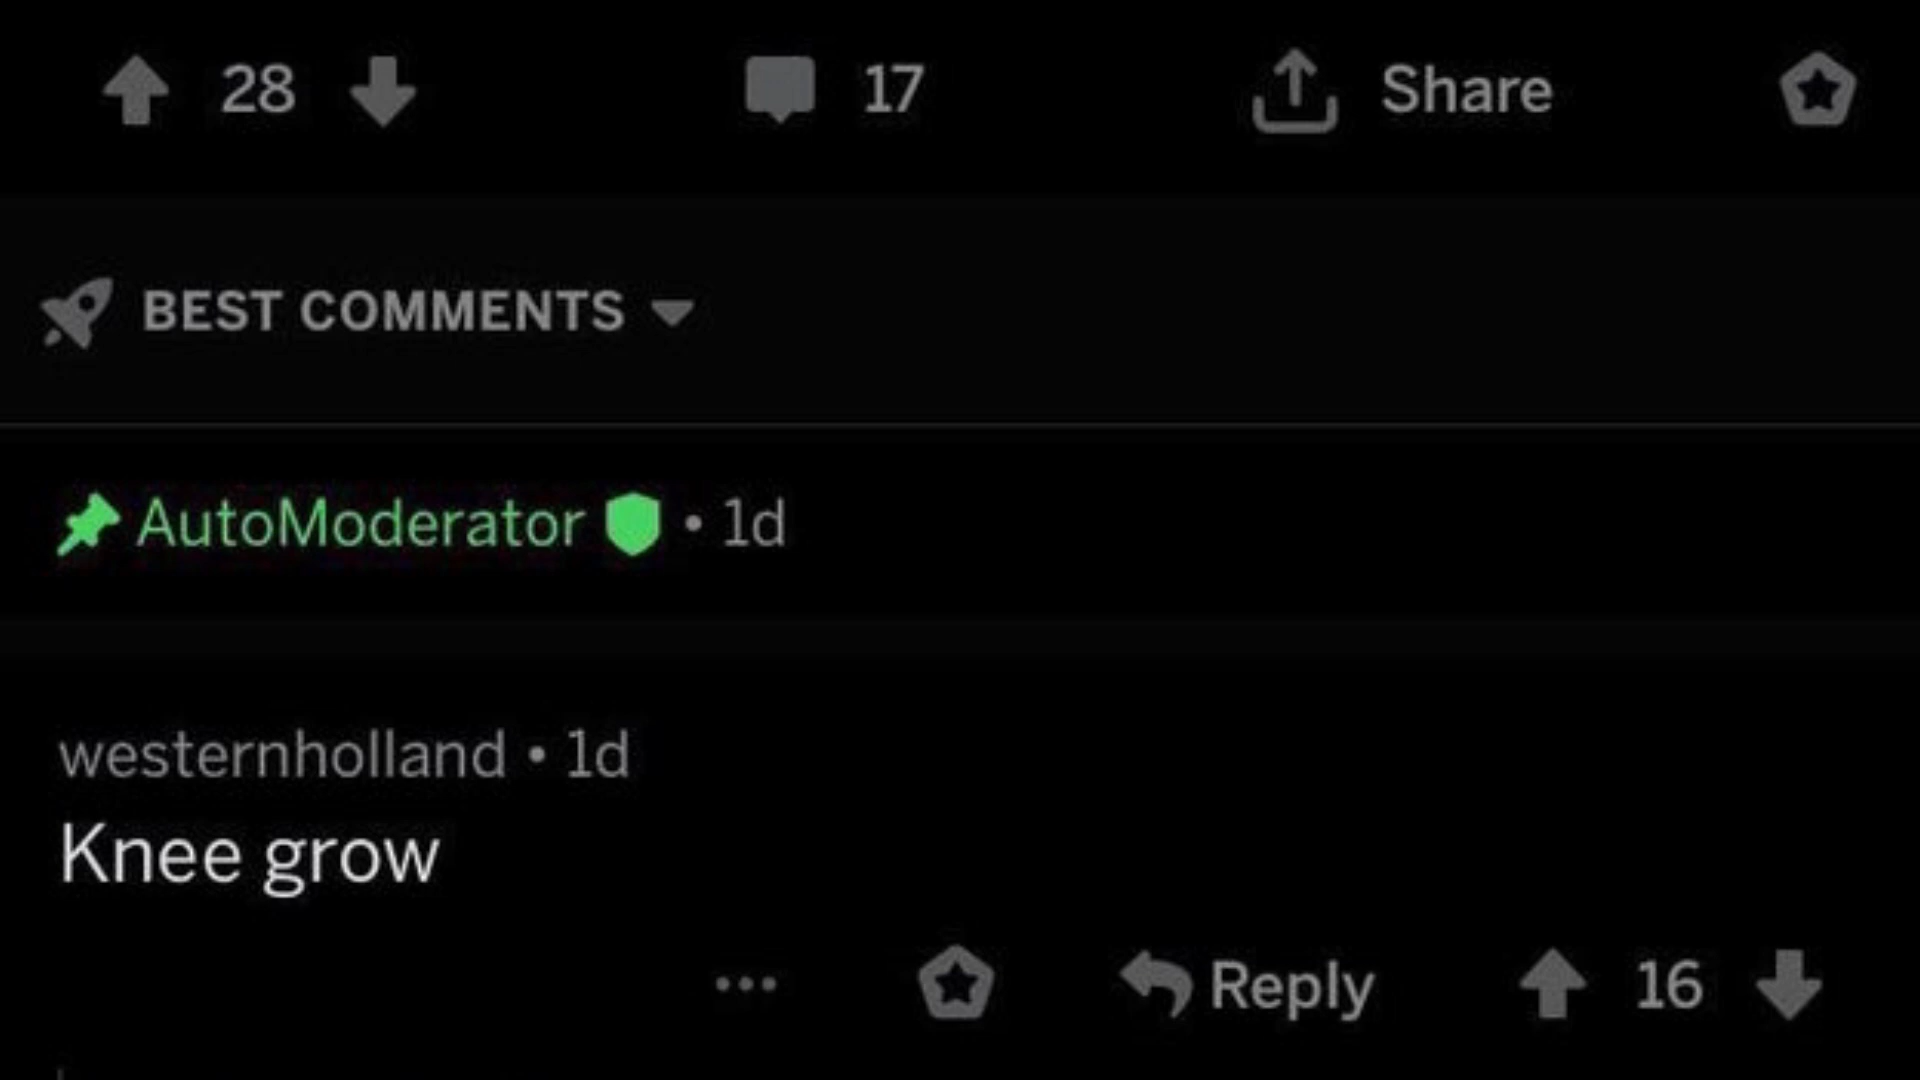 28 17 Share
BEST COMMENTS
AutoModerator • 1d
westernholland • 1d
Knee grow
Reply 16